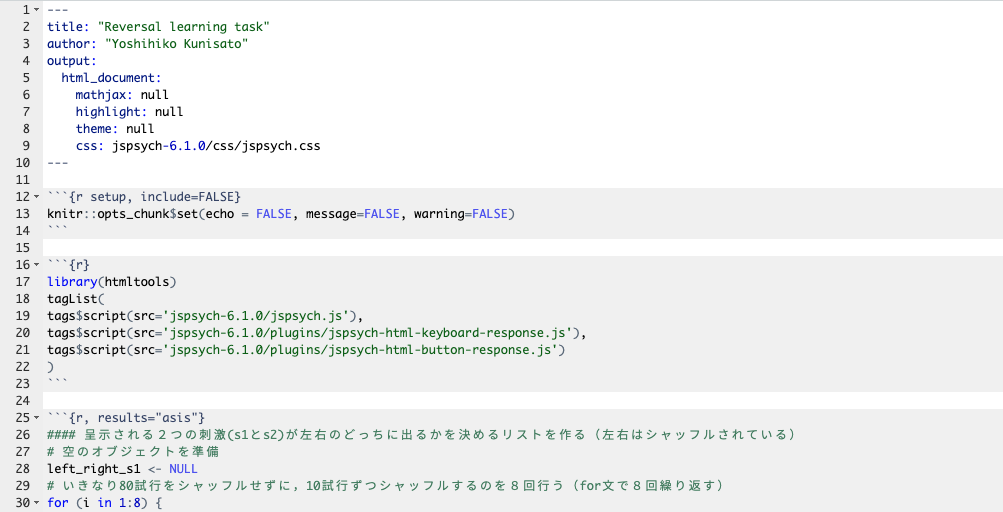 1 ---
2 title: "Reversal learning task"
3 author: "Yoshihiko Kunisato"
4 output:
5   html_document:
6     mathjax: null
7     highlight: null
8     theme: null
9     css: jspsych-6.1.0/css/jspsych.css
10 ---
11
12 ```{r setup, include=FALSE}
13 knitr::opts_chunk$set(echo = FALSE, message=FALSE, warning=FALSE)
14 ```
15
16 ```{r}
17 library(htmltools)
18 tagList(
19 tags$script(src='jspsych-6.1.0/jspsych.js'),
20 tags$script(src='jspsych-6.1.0/plugins/jspsych-html-keyboard-response.js'),
21 tags$script(src='jspsych-6.1.0/plugins/jspsych-html-button-response.js')
22 )
23 ```
24
25 ```{r, results="asis"}
26 #### 呈示される２つの刺激(s1とs2)が左右のどっちに出るかを決めるリストを作る（左右はシャッフルされている）
27 # 空のオブジェクトを準備
28 left_right_s1 <- NULL
29 # いきなり80試行をシャッフルせずに，10試行ずつシャッフルするのを８回行う（for文で８回繰り返す）
30 for (i in 1:8) {